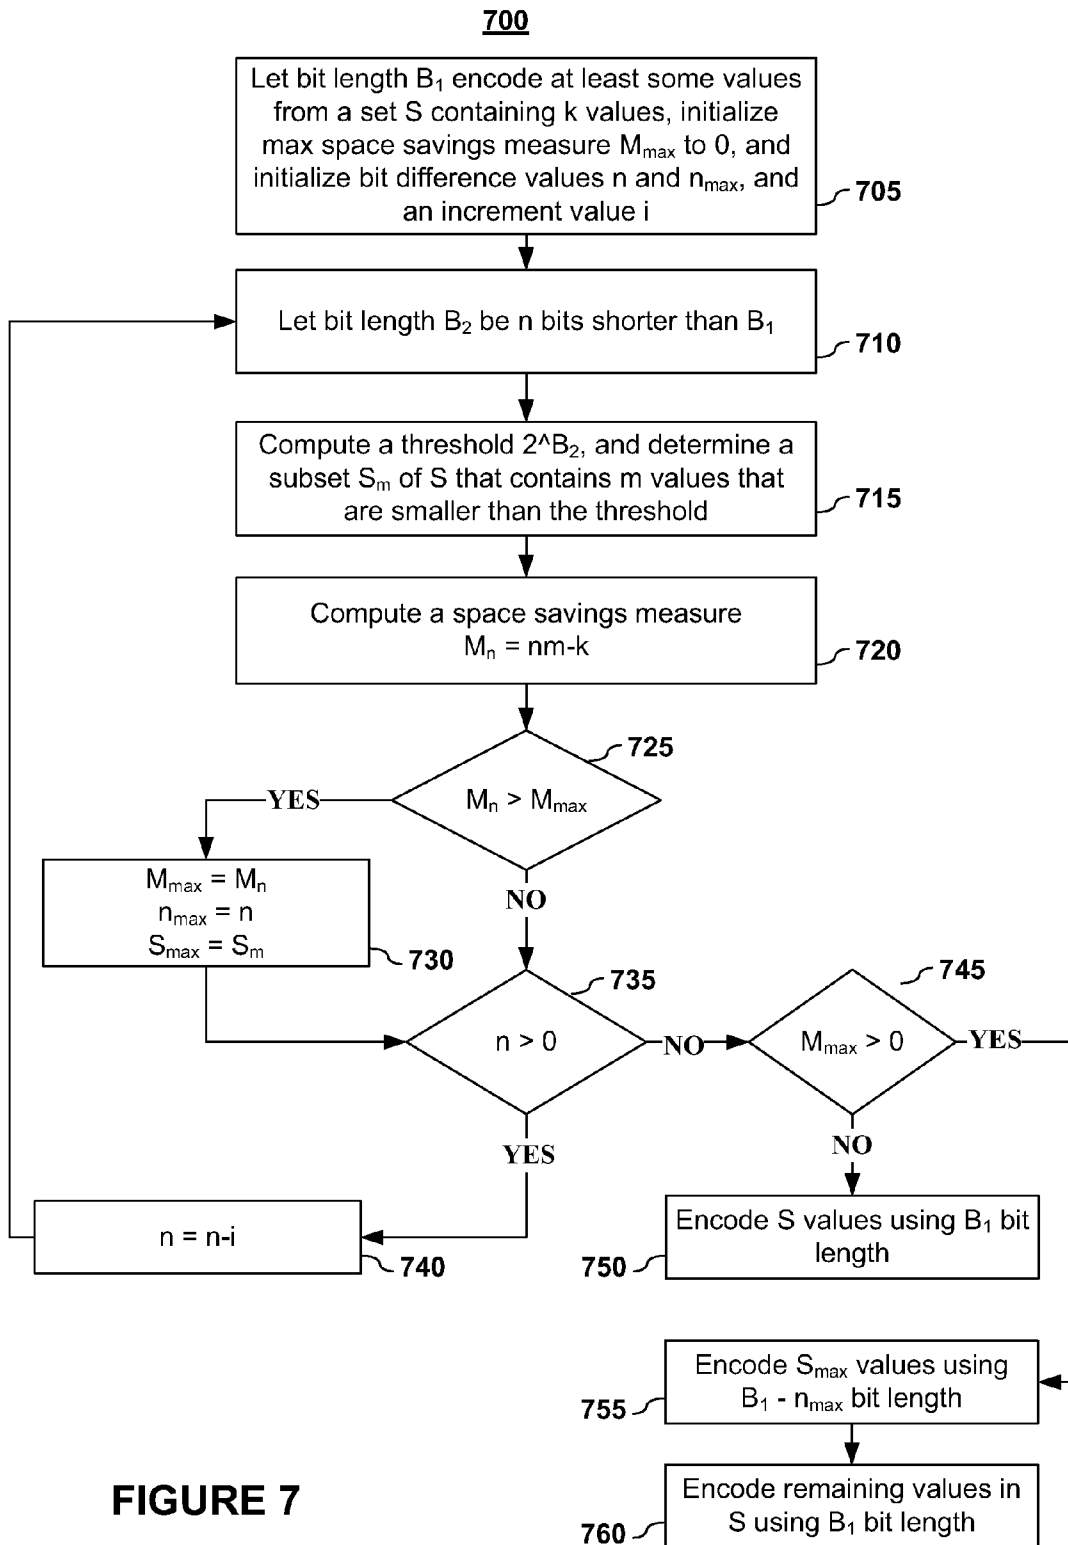 700
Let bit length B₁ encode at least some values
from a set S containing k values, initialize
max space savings measure Mₘₐₓ to 0, and
initialize bit difference values n and nₘₐₓ, and
an increment value i
705
Let bit length B₂ be n bits shorter than B₁
710
Compute a threshold 2^B₂, and determine a
subset Sₘ of S that contains m values that
are smaller than the threshold
715
Compute a space savings measure
Mₙ = nm-k
720
725
Mₙ > Mₘₐₓ
YES
NO
Mₘₐₓ = Mₙ
nₘₐₓ = n
Sₘₐₓ = Sₘ
730
735
n > 0
NO
YES
745
Mₘₐₓ > 0
YES
NO
n = n-i
740
Encode S values using B₁ bit
length
750
Encode Sₘₐₓ values using
B₁ - nₘₐₓ bit length
755
Encode remaining values in
S using B₁ bit length
760
FIGURE 7